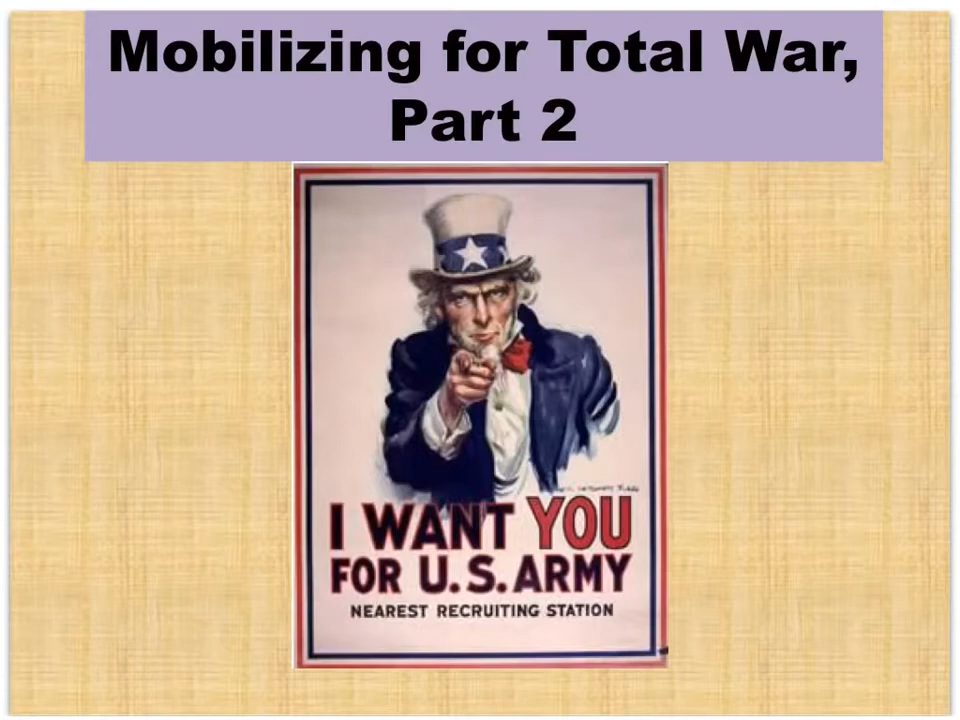 Mobilizing for Total War,
Part 2
I WANT YOU
FOR U.S. ARMY
NEAREST RECRUITING STATION